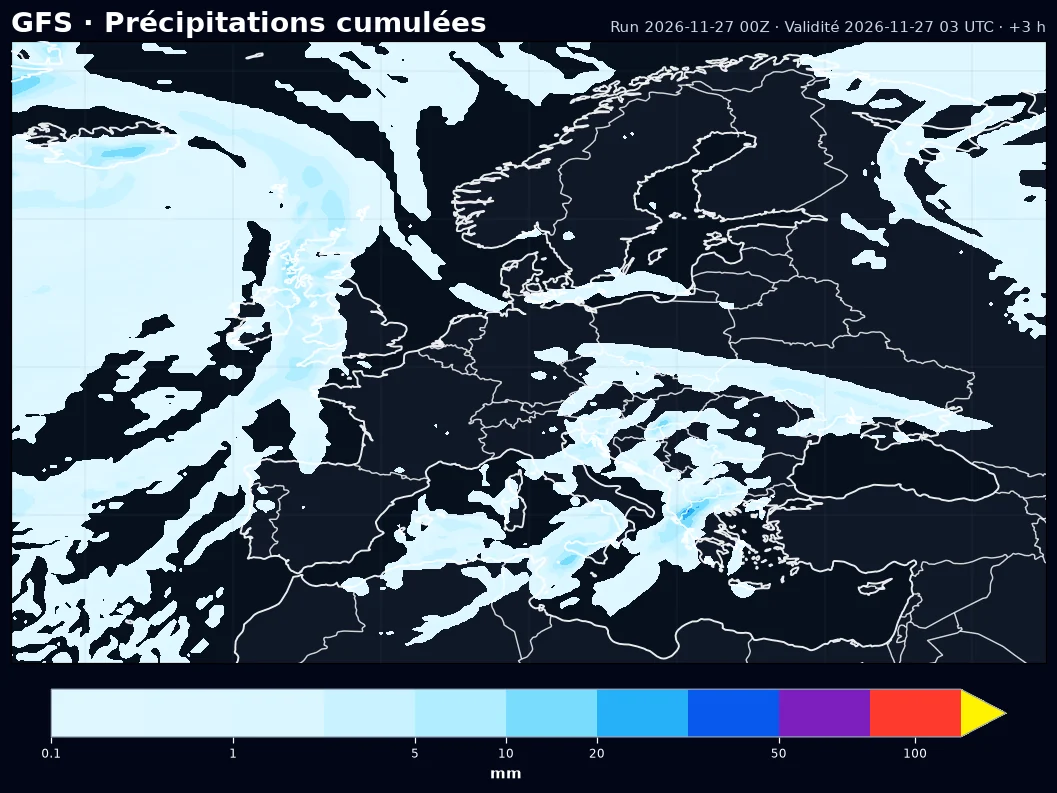 GFS · Précipitations cumulées
Run 2026-11-27 00Z · Validité 2026-11-27 03 UTC · +3 h
0.1 1 5 10 20 50 100
mm